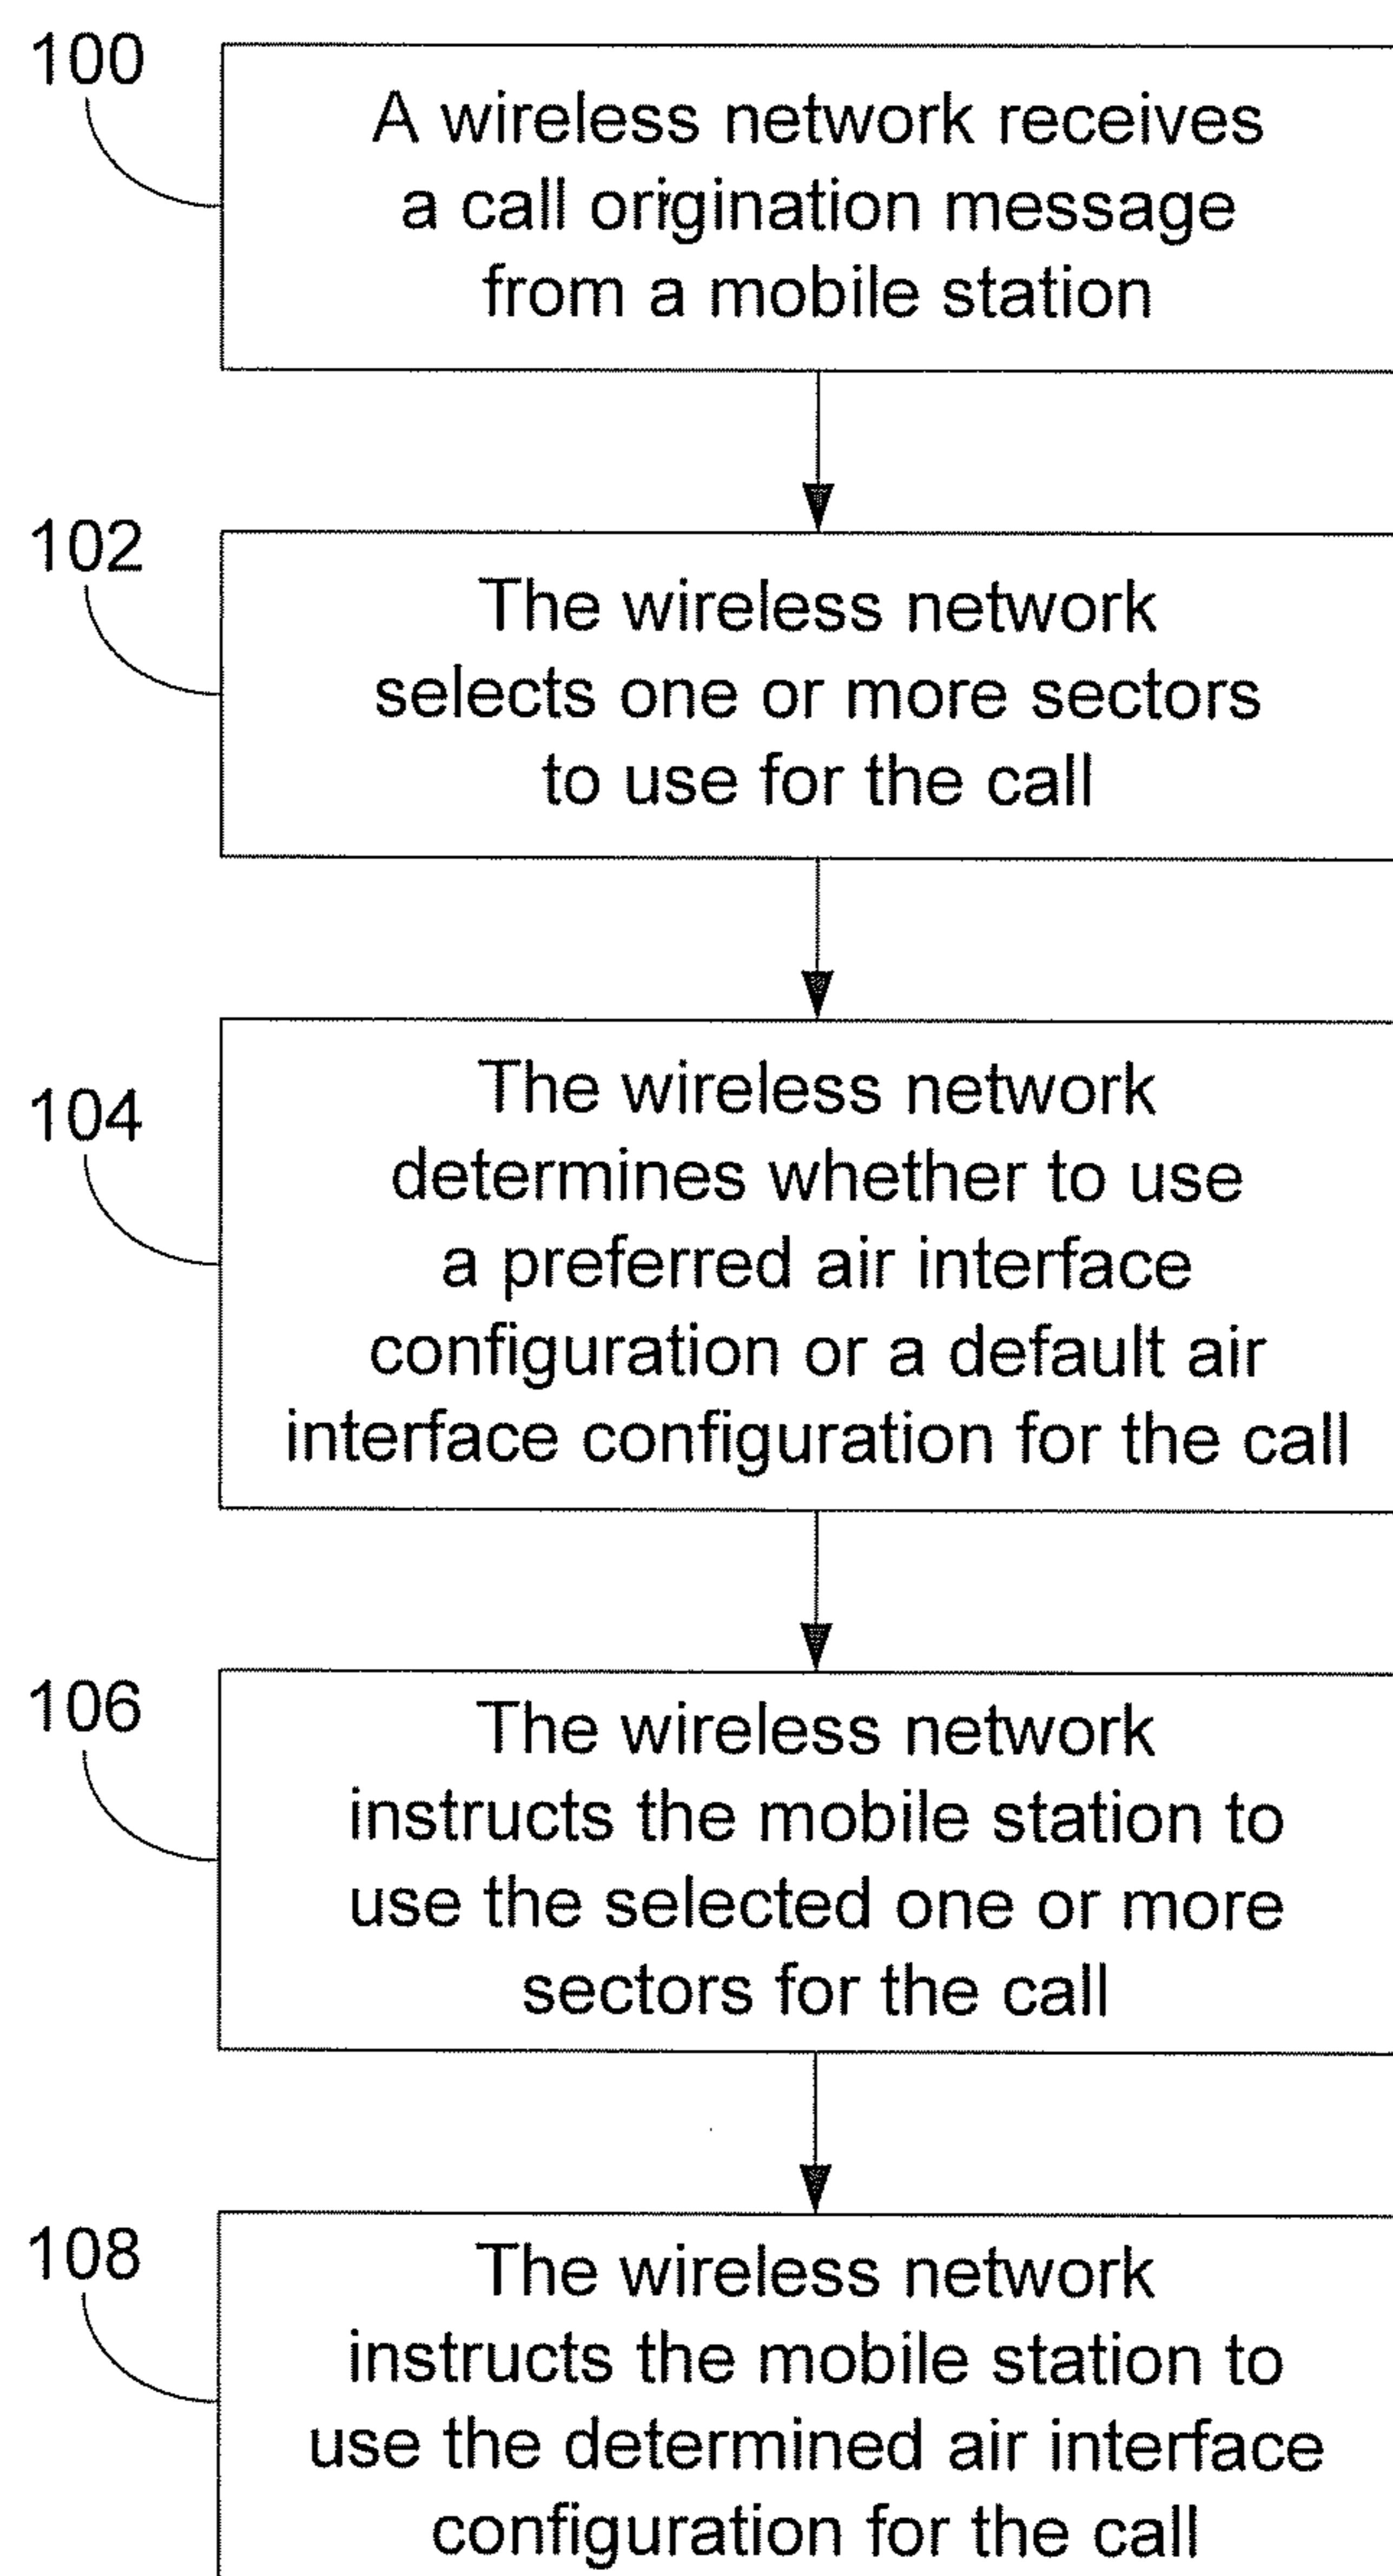 100
A wireless network receives
a call origination message
from a mobile station
102
The wireless network
selects one or more sectors
to use for the call
104
The wireless network
determines whether to use
a preferred air interface
configuration or a default air
interface configuration for the call
106
The wireless network
instructs the mobile station to
use the selected one or more
sectors for the call
108
The wireless network
instructs the mobile station to
use the determined air interface
configuration for the call